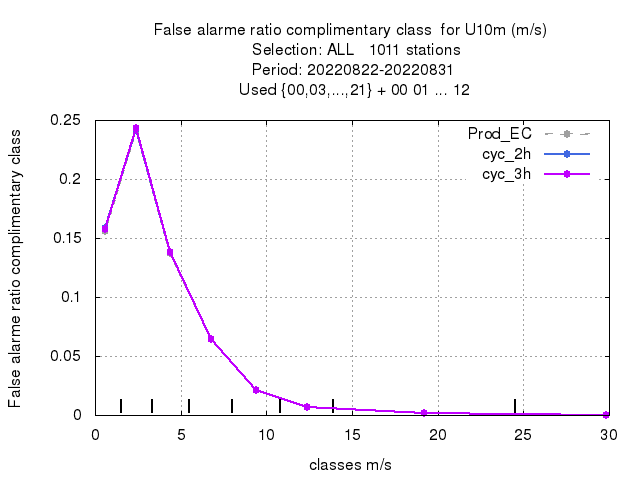 False alarme ratio complimentary class for U10m (m/s)
Selection: ALL 1011 stations
Period: 20220822-20220831
Used {00,03,...,21} + 00 01 ... 12
False alarme ratio complimentary class
0.25
0.2
0.15
0.1
0.05
0
Prod_EC
cyc_2h
cyc_3h
0 5 10 15 20 25 30
classes m/s